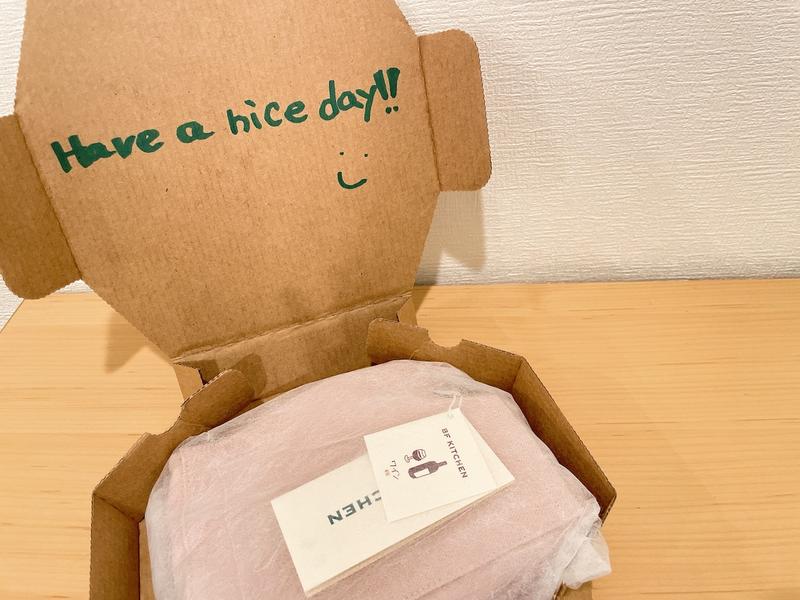 Have a nice day!!
BF KITCHEN
ワイン
CHEN